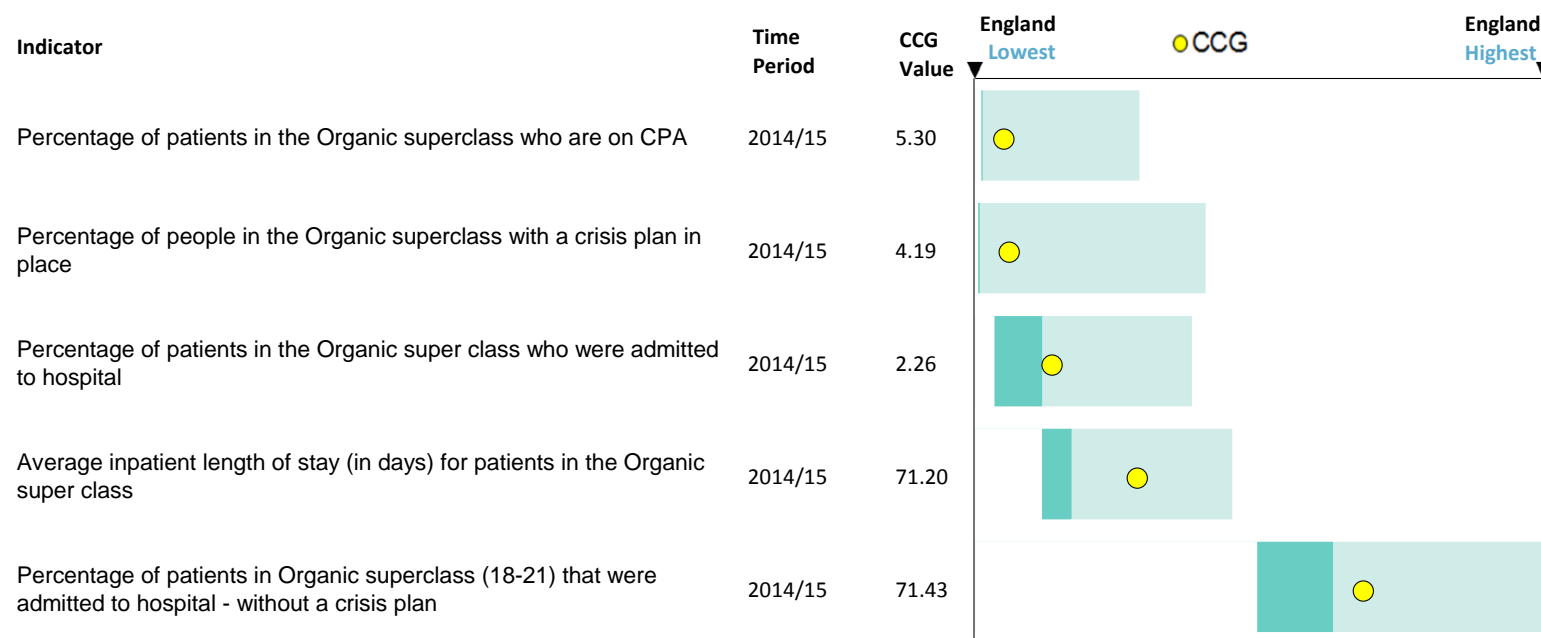 Indicator
Time
Period
CCG
Value
England
Lowest
CCG
England
Highest
Percentage of patients in the Organic superclass who are on CPA 2014/15 5.30
Percentage of people in the Organic superclass with a crisis plan in
place
2014/15 4.19
Percentage of patients in the Organic super class who were admitted
to hospital
2014/15 2.26
Average inpatient length of stay (in days) for patients in the Organic
super class
2014/15 71.20
Percentage of patients in Organic superclass (18-21) that were
admitted to hospital - without a crisis plan
2014/15 71.43